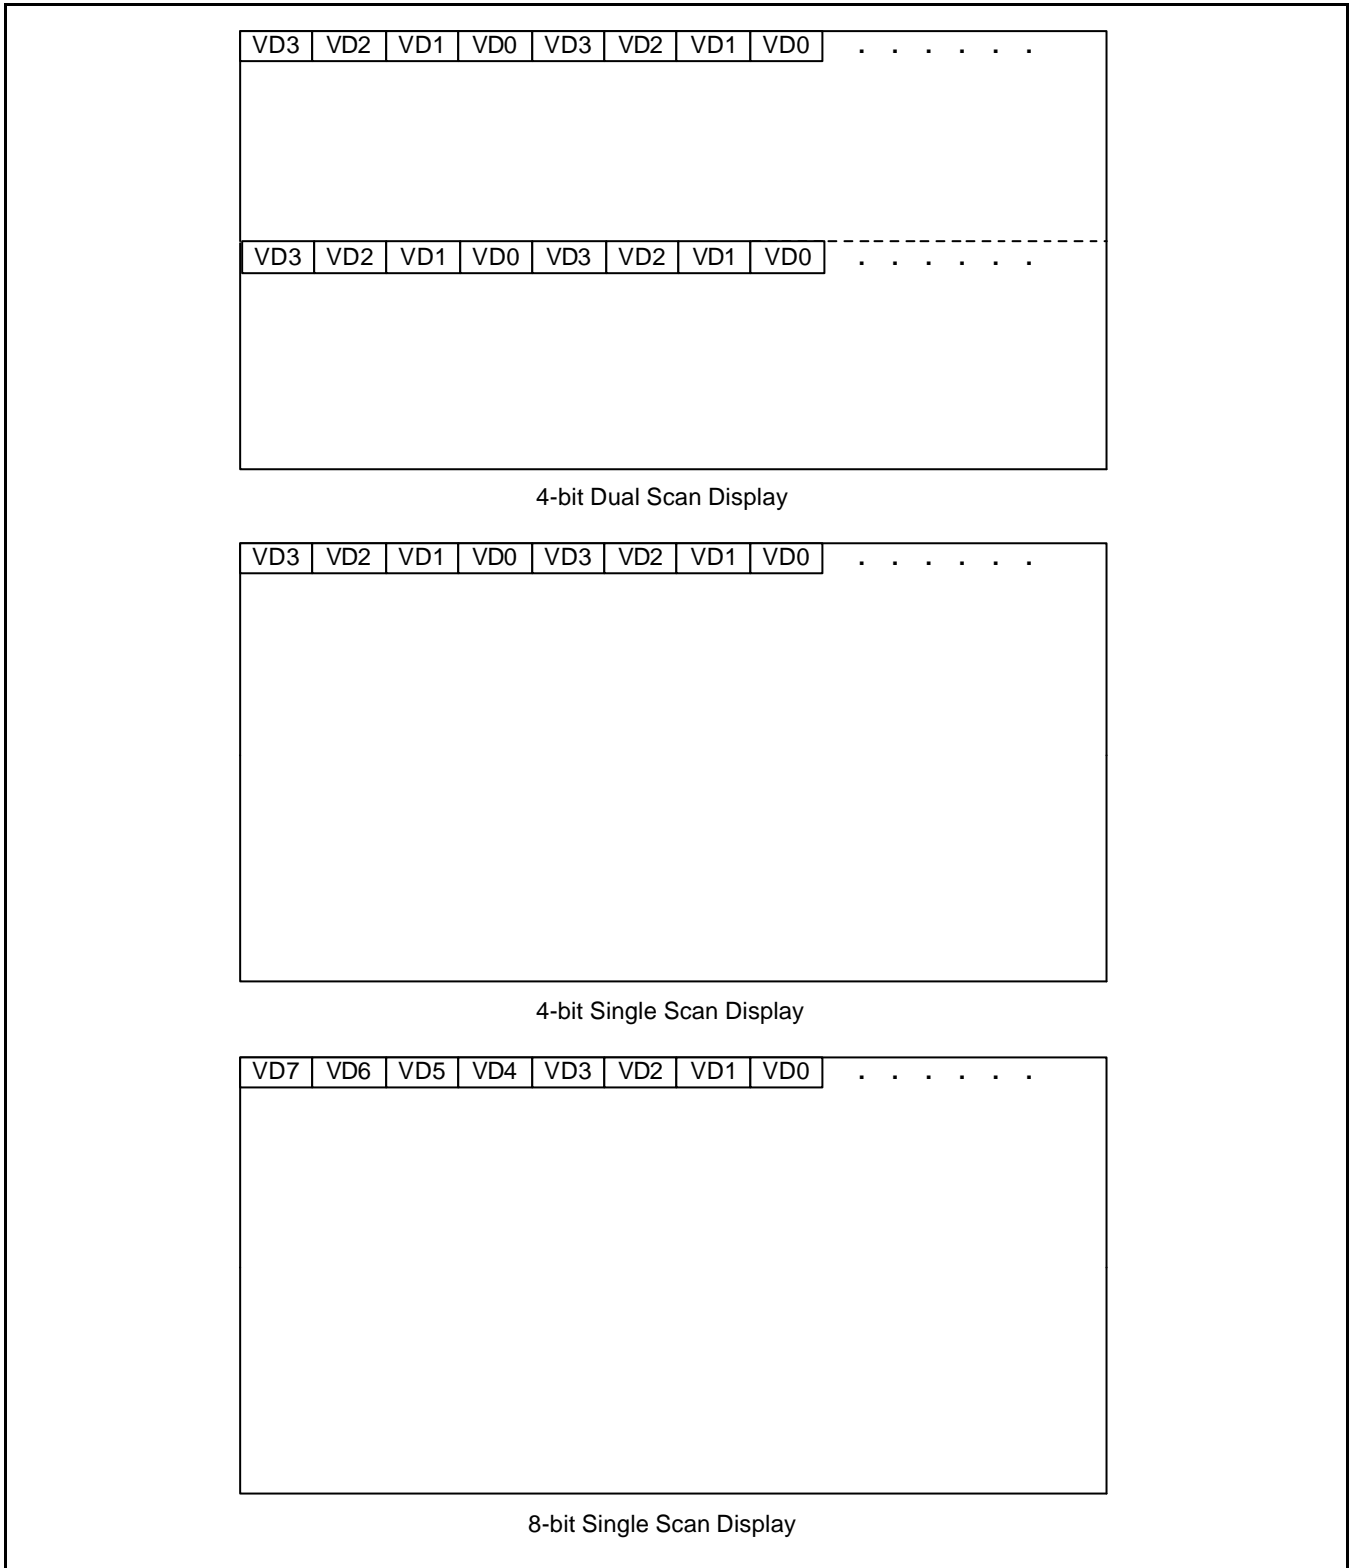 VD3 VD2 VD1 VD0 VD3 VD2 VD1 VD0 . . . . . .
VD3 VD2 VD1 VD0 VD3 VD2 VD1 VD0 . . . . . .
4-bit Dual Scan Display
VD3 VD2 VD1 VD0 VD3 VD2 VD1 VD0 . . . . . .
4-bit Single Scan Display
VD7 VD6 VD5 VD4 VD3 VD2 VD1 VD0 . . . . . .
8-bit Single Scan Display